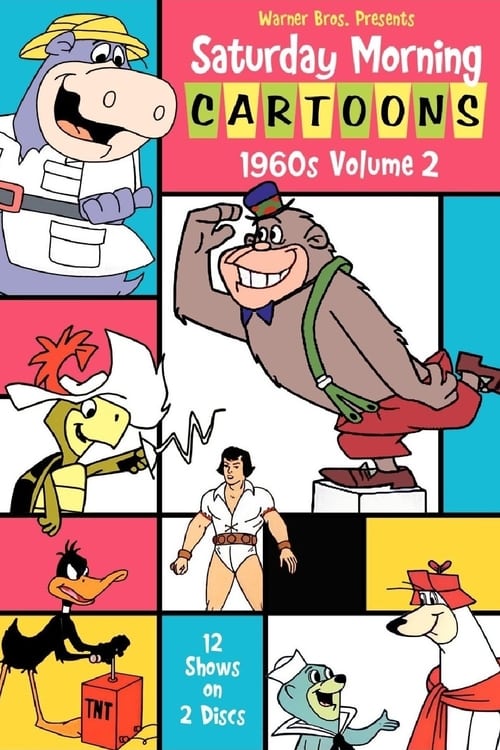 Warner Bros. Presents
Saturday Morning
CARTOONS
1960s Volume 2
12
Shows
on
2 Discs
TNT